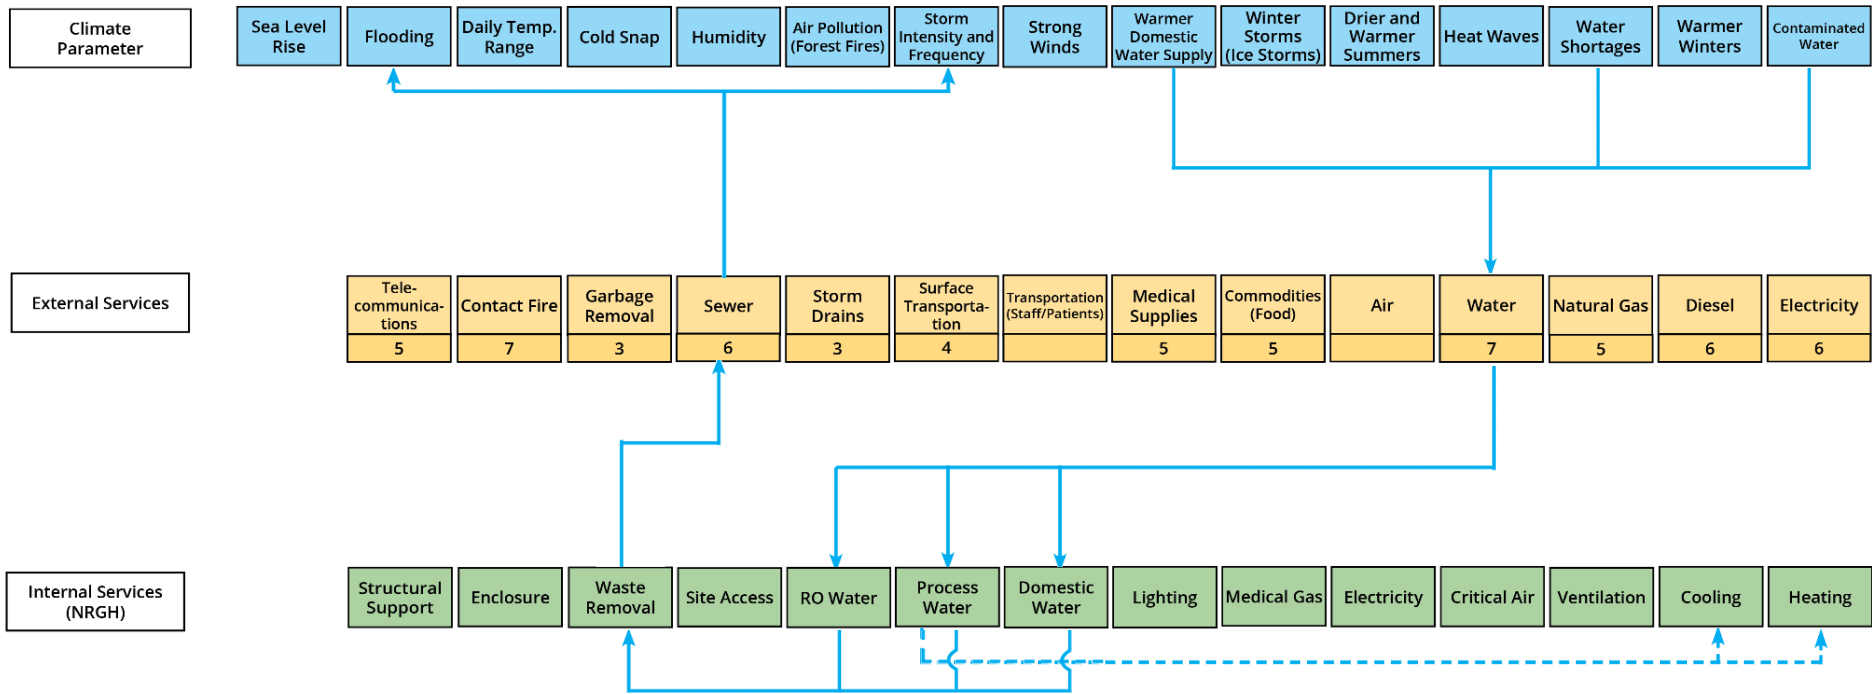 Climate
Parameter
Sea Level
Rise
Flooding
Daily Temp.
Range
Cold Snap
Humidity
Air Pollution
(Forest Fires)
Storm
Intensity and
Frequency
Strong
Winds
Warmer
Domestic
Water Supply
Winter
Storms
(Ice Storms)
Drier and
Warmer
Summers
Heat Waves
Water
Shortages
Warmer
Winters
Contaminated
Water
External Services
Tele-
communica-
tions
5
Contact Fire
7
Garbage
Removal
3
Sewer
6
Storm
Drains
3
Surface
Transporta-
tion
4
Transportation
(Staff/Patients)
Medical
Supplies
5
Commodities
(Food)
5
Air
Water
7
Natural Gas
5
Diesel
6
Electricity
6
Internal Services
(NRGH)
Structural
Support
Enclosure
Waste
Removal
Site Access
RO Water
Process
Water
Domestic
Water
Lighting
Medical Gas
Electricity
Critical Air
Ventilation
Cooling
Heating